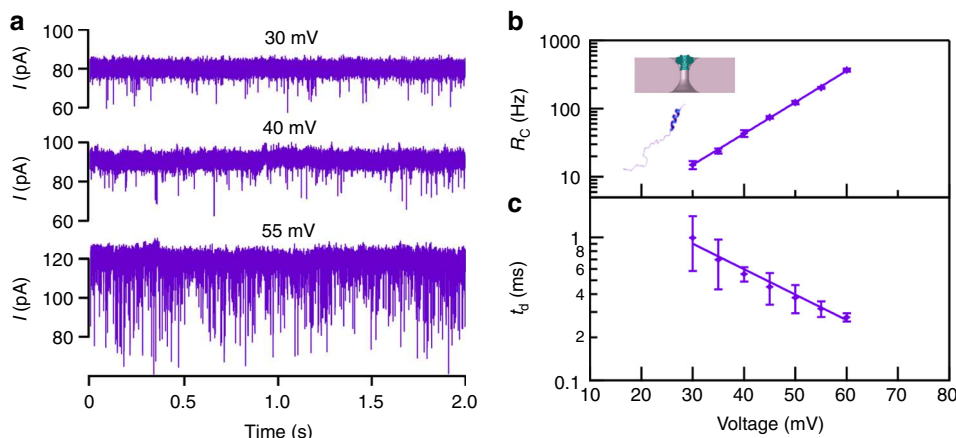 a
30 mV
I (pA)
100
80
60
40 mV
I (pA)
100
80
60
55 mV
I (pA)
120
100
80
0
0.5
1.0
1.5
2.0
Time (s)
b
R_C (Hz)
1000
100
10
c
t_d (ms)
1
8
6
4
2
0.1
10
20
30
40
50
60
70
80
Voltage (mV)